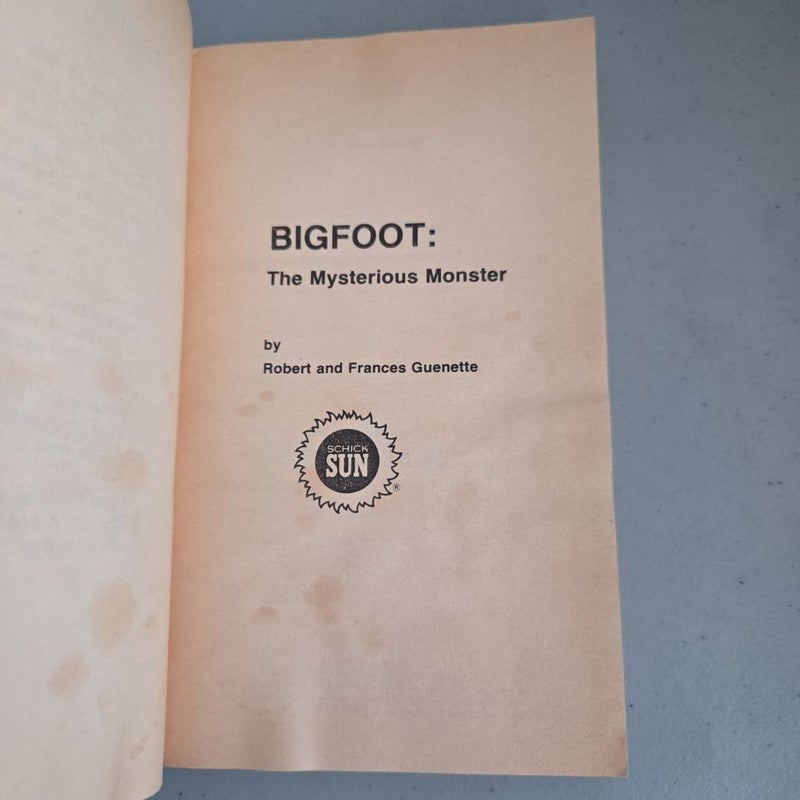 BIGFOOT:
The Mysterious Monster
by
Robert and Frances Guenette
SCHICK
SUN
®